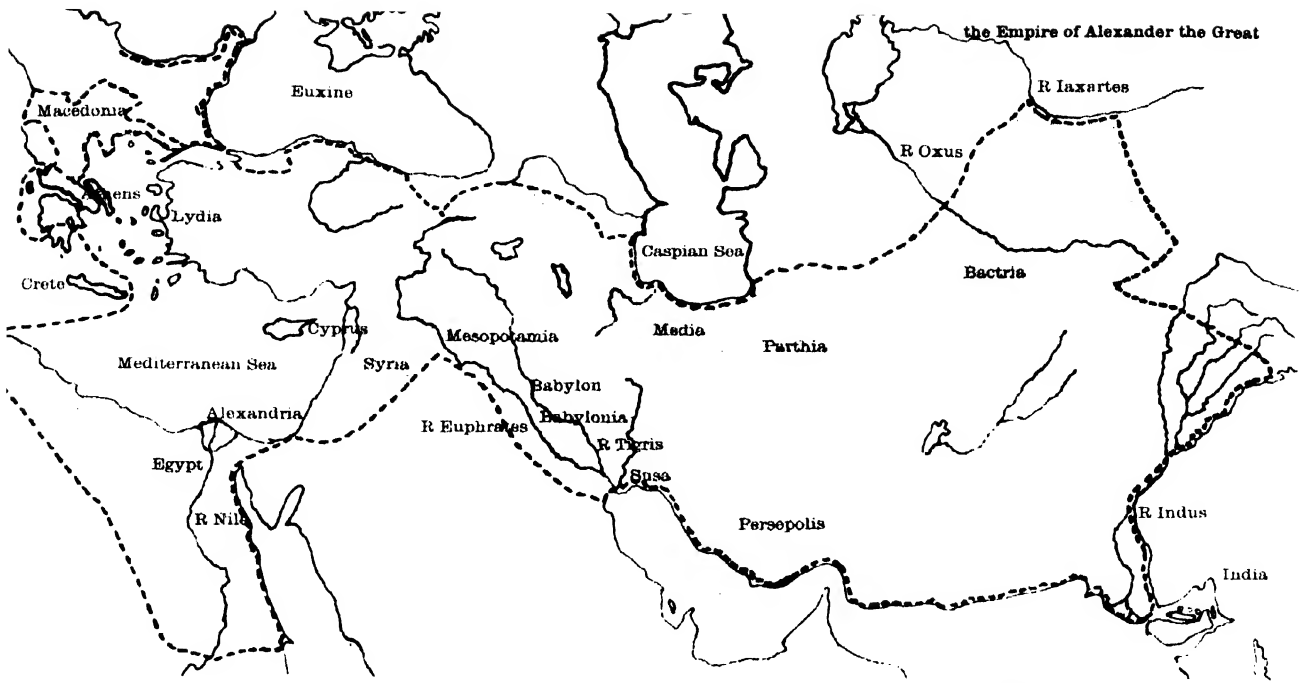 the Empire of Alexander the Great
R Iaxartes
Euxine
Macedonia
R Oxus
Athens
Lydia
Caspian Sea
Bactria
Crete
Cyprus
Mesopotamia
Media
Parthia
Mediterranean Sea
Syria
Babylon
Alexandria
Babylonia
R Euphrates
R Tigris
Egypt
Susa
R Nile
Persepolis
R Indus
India